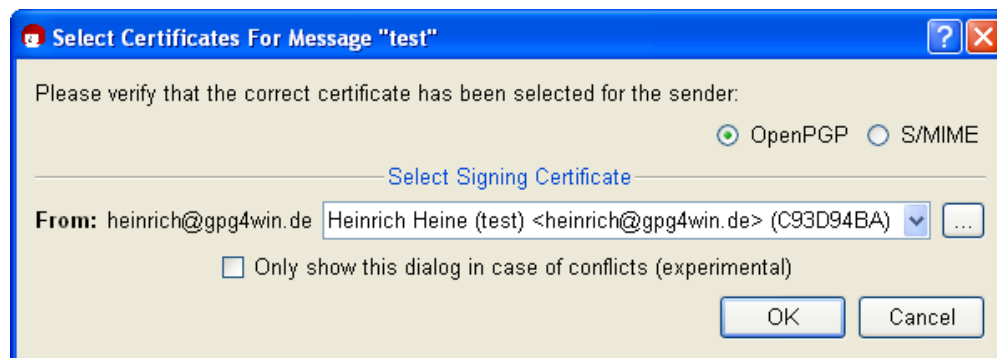 Select Certificates For Message "test"
Please verify that the correct certificate has been selected for the sender:
OpenPGP S/MIME
Select Signing Certificate
From: heinrich@gpg4win.de Heinrich Heine (test) <heinrich@gpg4win.de> (C93D94BA) ...
Only show this dialog in case of conflicts (experimental)
OK Cancel